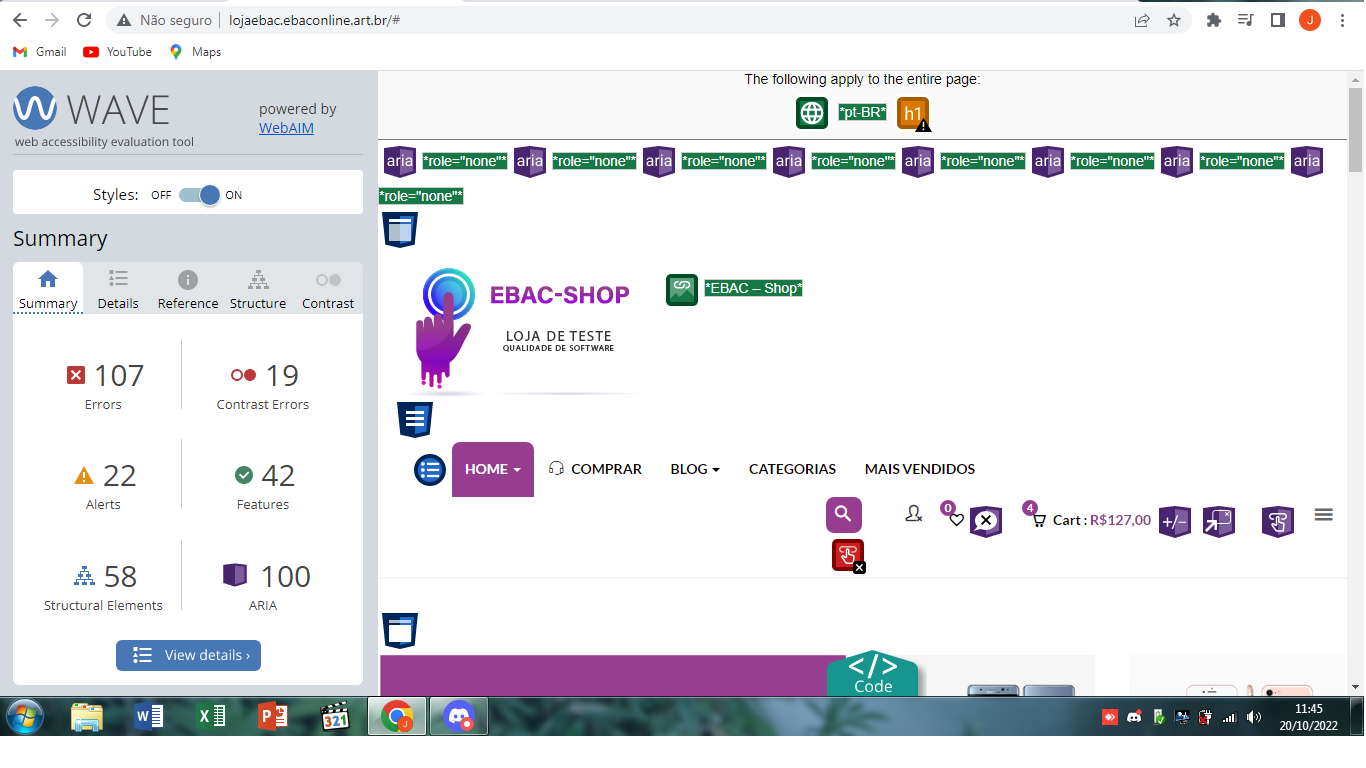 Não seguro
lojaebac.ebaconline.art.br/#
J
Gmail
YouTube
Maps
WAVE
web accessibility evaluation tool
powered by
WebAIM
Styles: OFF ON
Summary
Summary
Details
Reference
Structure
Contrast
107
Errors
19
Contrast Errors
22
Alerts
42
Features
58
Structural Elements
100
ARIA
View details ›
The following apply to the entire page:
*pt-BR* h1
aria *role="none"* aria *role="none"* aria *role="none"* aria *role="none"* aria *role="none"* aria *role="none"* aria *role="none"* aria
*role="none"*
EBAC-SHOP
LOJA DE TESTE
QUALIDADE DE SOFTWARE
*EBAC – Shop*
HOME COMPRAR BLOG CATEGORIAS MAIS VENDIDOS
0
4
Cart : R$127,00
+/-
</>
Code
W
X
P
321
J
11:45
20/10/2022